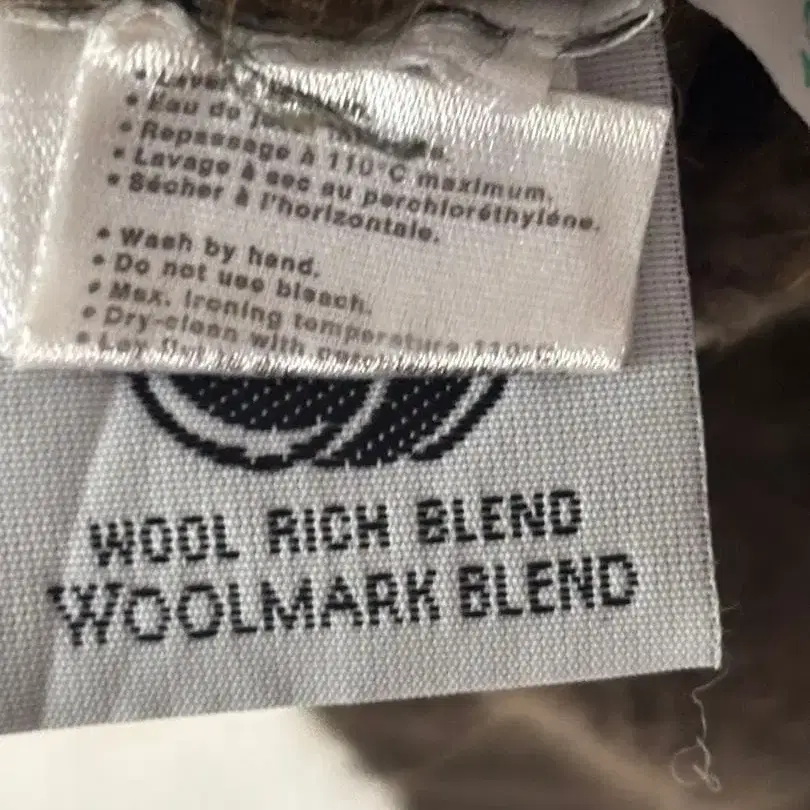 • Eau de
• Repassage à 110°C maximum.
• Lavage à sec au perchloréthylène.
• Sécher à l'horizontale.
• Wash by hand.
• Do not use bleach.
• Max. ironing temperature 110°C
• Dry-clean with
WOOL RICH BLEND
WOOLMARK BLEND